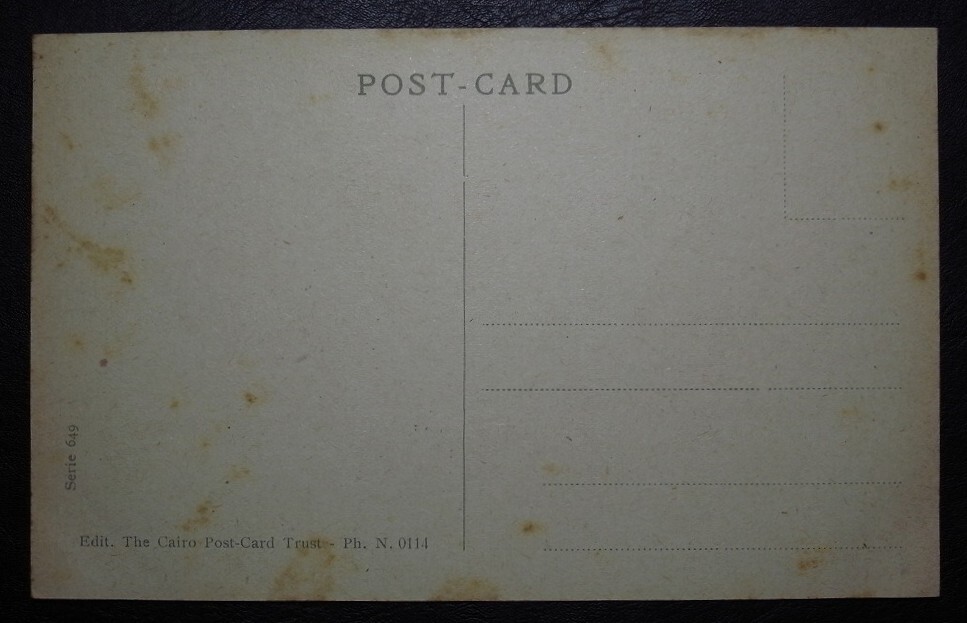 POST-CARD
Serie 649
Edit. The Cairo Post-Card Trust - Ph. N. 0114